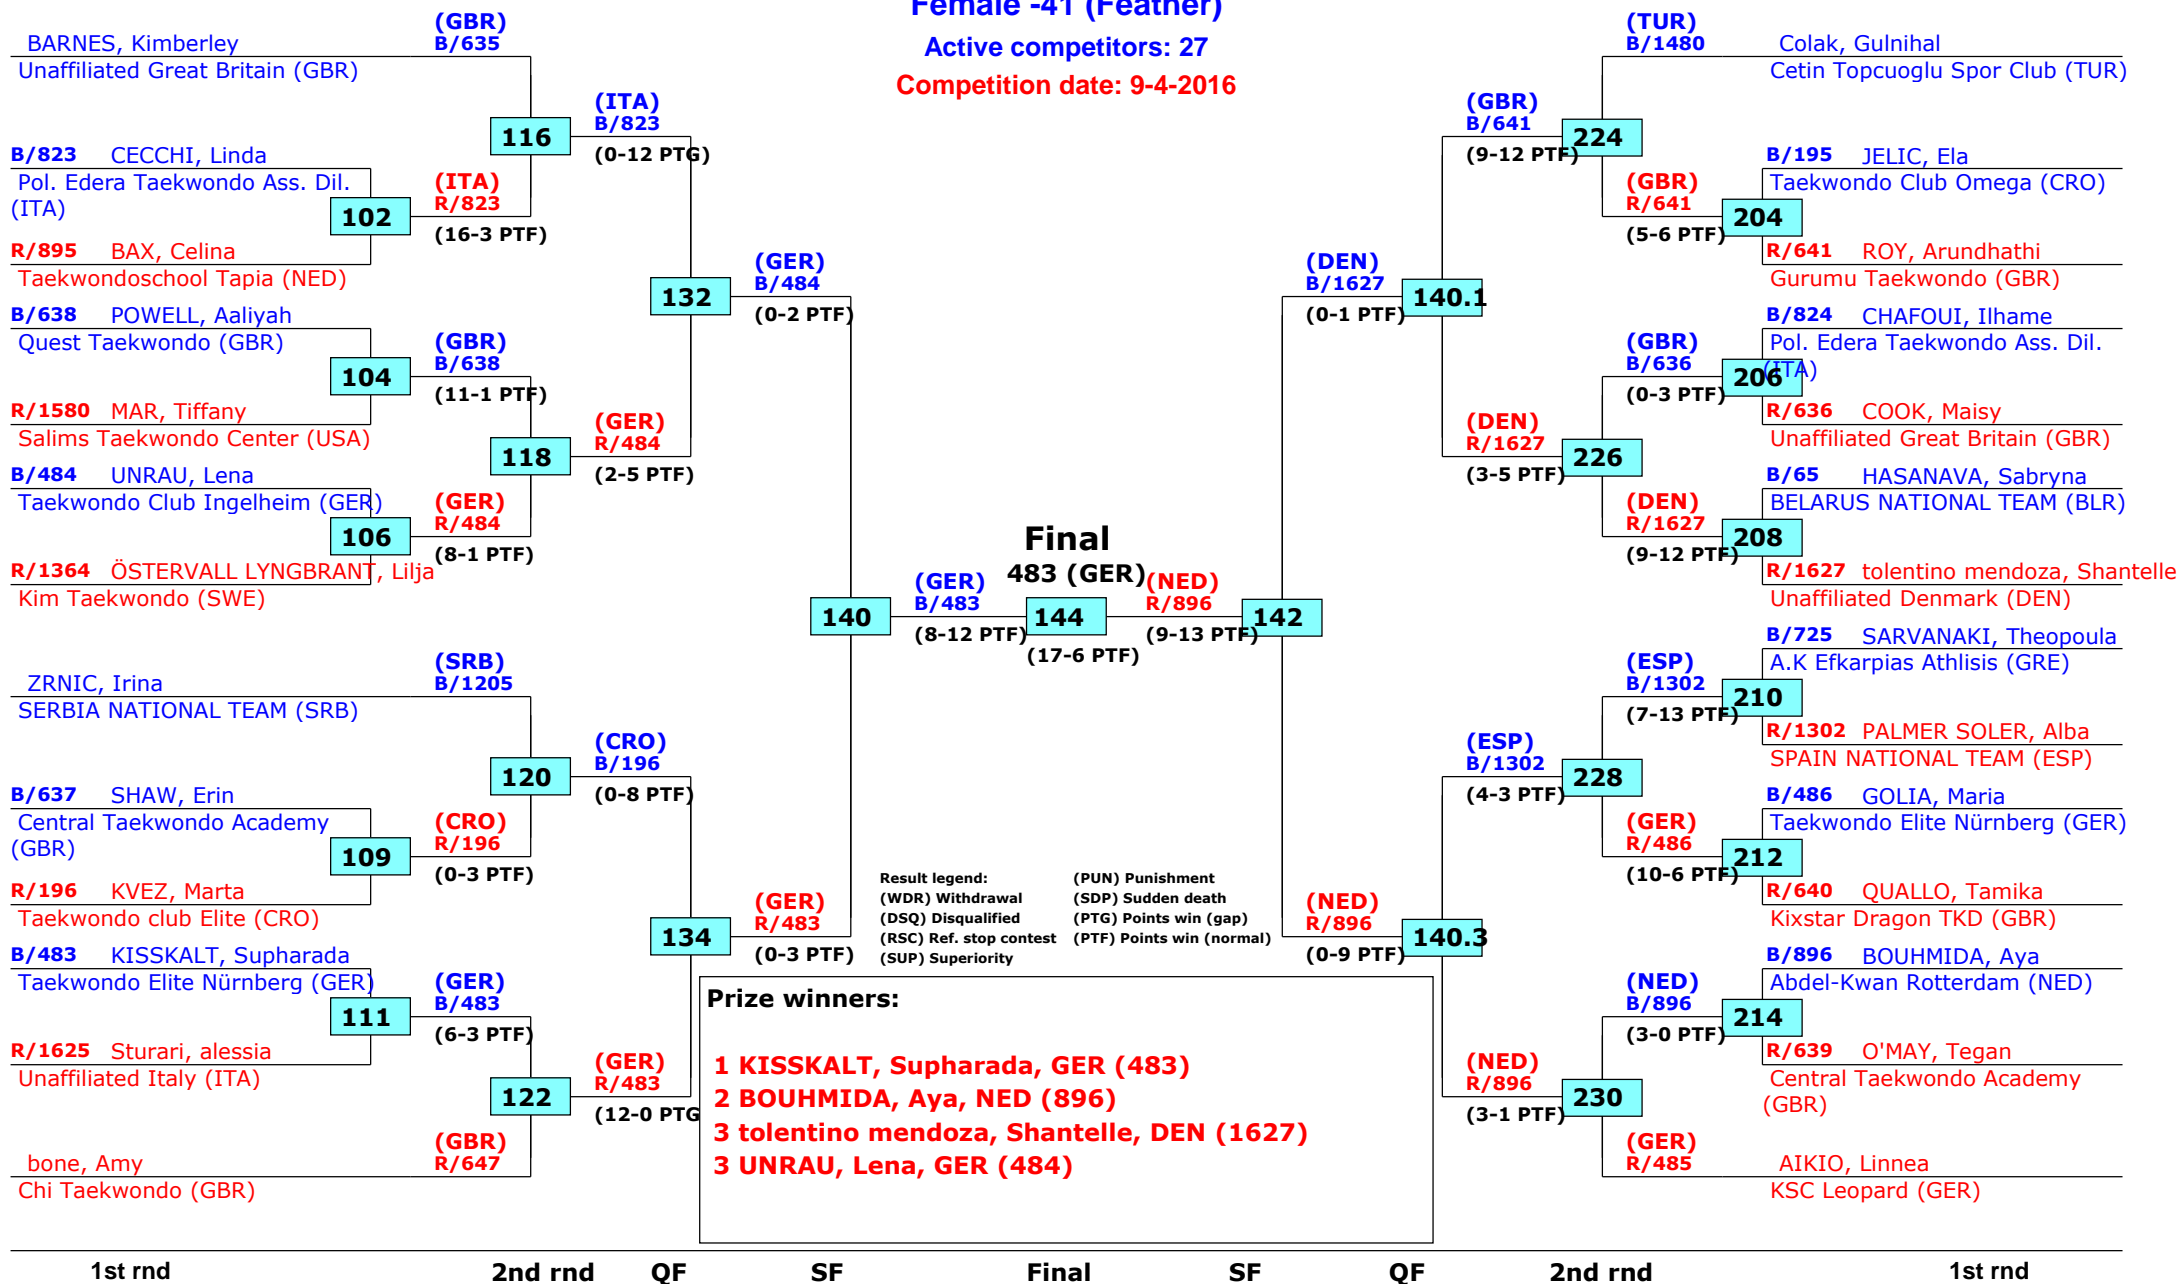 Female -41 (Feather)
Active competitors: 27
Competition date: 9-4-2016
(GBR)
B/635
BARNES, Kimberley
Unaffiliated Great Britain (GBR)
116
(ITA)
B/823
(0-12 PTG)
B/823 CECCHI, Linda
Pol. Edera Taekwondo Ass. Dil.
(ITA)
102
(ITA)
R/823
(16-3 PTF)
R/895 BAX, Celina
Taekwondoschool Tapia (NED)
132
(GER)
B/484
(0-2 PTF)
B/638 POWELL, Aaliyah
Quest Taekwondo (GBR)
104
(GBR)
B/638
(11-1 PTF)
R/1580 MAR, Tiffany
Salims Taekwondo Center (USA)
118
(GER)
R/484
(2-5 PTF)
B/484 UNRAU, Lena
Taekwondo Club Ingelheim (GER)
106
(GER)
R/484
(8-1 PTF)
R/1364 ÖSTERVALL LYNGBRANT, Lilja
Kim Taekwondo (SWE)
140
(GER)
B/483
(8-12 PTF)
Final
483 (GER)
144
(17-6 PTF)
(NED)
R/896
(9-13 PTF)
142
(SRB)
B/1205
ZRNIC, Irina
SERBIA NATIONAL TEAM (SRB)
120
(CRO)
B/196
(0-8 PTF)
B/637 SHAW, Erin
Central Taekwondo Academy
(GBR)
109
(CRO)
R/196
(0-3 PTF)
R/196 KVEZ, Marta
Taekwondo club Elite (CRO)
134
(GER)
R/483
(0-3 PTF)
B/483 KISSKALT, Supharada
Taekwondo Elite Nürnberg (GER)
111
(GER)
B/483
(6-3 PTF)
R/1625 Sturari, alessia
Unaffiliated Italy (ITA)
122
(GER)
R/483
(12-0 PTG
(GBR)
R/647
bone, Amy
Chi Taekwondo (GBR)
(TUR)
B/1480 Colak, Gulnihal
Cetin Topcuoglu Spor Club (TUR)
(GBR)
B/641
(9-12 PTF)
224
B/195 JELIC, Ela
Taekwondo Club Omega (CRO)
(GBR)
R/641
(5-6 PTF)
204
R/641 ROY, Arundhathi
Gurumu Taekwondo (GBR)
(DEN)
B/1627
(0-1 PTF)
140.1
B/824 CHAFOUI, Ilhame
Pol. Edera Taekwondo Ass. Dil.
(ITA)
(GBR)
B/636
(0-3 PTF)
206
R/636 COOK, Maisy
Unaffiliated Great Britain (GBR)
(DEN)
R/1627
(3-5 PTF)
226
B/65 HASANAVA, Sabryna
BELARUS NATIONAL TEAM (BLR)
(DEN)
R/1627
(9-12 PTF)
208
R/1627 tolentino mendoza, Shantelle
Unaffiliated Denmark (DEN)
B/725 SARVANAKI, Theopoula
A.K Efkarpias Athlisis (GRE)
(ESP)
B/1302
(7-13 PTF)
210
R/1302 PALMER SOLER, Alba
SPAIN NATIONAL TEAM (ESP)
(ESP)
B/1302
(4-3 PTF)
228
B/486 GOLIA, Maria
Taekwondo Elite Nürnberg (GER)
(GER)
R/486
(10-6 PTF)
212
R/640 QUALLO, Tamika
Kixstar Dragon TKD (GBR)
(NED)
R/896
(0-9 PTF)
140.3
B/896 BOUHMIDA, Aya
Abdel-Kwan Rotterdam (NED)
(NED)
B/896
(3-0 PTF)
214
R/639 O'MAY, Tegan
Central Taekwondo Academy
(GBR)
(NED)
R/896
(3-1 PTF)
230
(GER)
R/485 AIKIO, Linnea
KSC Leopard (GER)
Result legend: (PUN) Punishment
(WDR) Withdrawal (SDP) Sudden death
(DSQ) Disqualified (PTG) Points win (gap)
(RSC) Ref. stop contest (PTF) Points win (normal)
(SUP) Superiority
Prize winners:
1 KISSKALT, Supharada, GER (483)
2 BOUHMIDA, Aya, NED (896)
3 tolentino mendoza, Shantelle, DEN (1627)
3 UNRAU, Lena, GER (484)
1st rnd 2nd rnd QF SF Final SF QF 2nd rnd 1st rnd